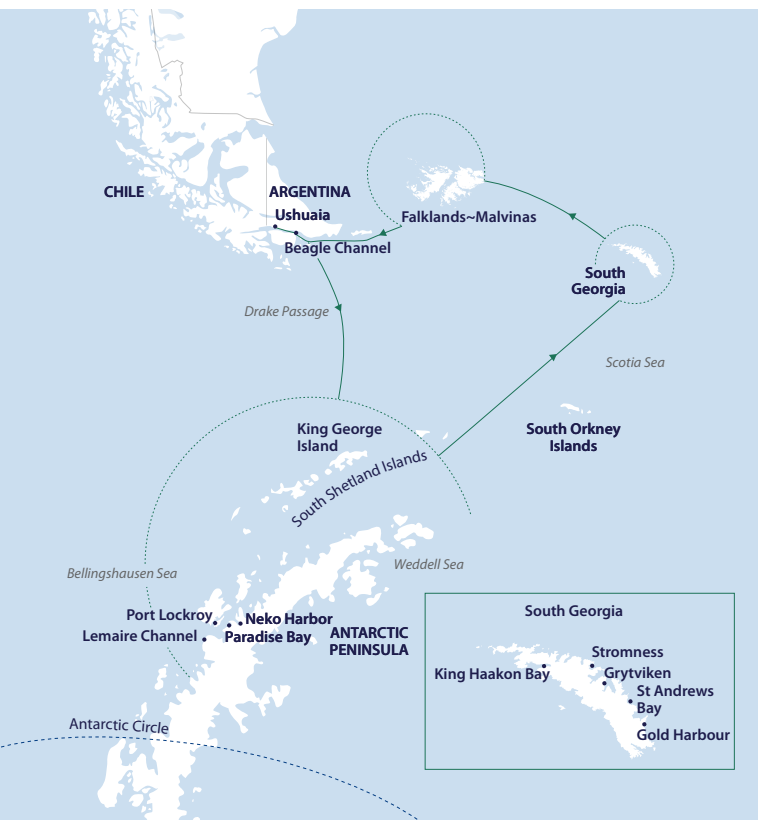 CHILE
ARGENTINA
Ushuaia
Beagle Channel
Falklands~Malvinas
South
Georgia
Drake Passage
Scotia Sea
King George
Island
South Orkney
Islands
South Shetland Islands
Bellingshausen Sea
Weddell Sea
Port Lockroy
Neko Harbor
Lemaire Channel
Paradise Bay
ANTARCTIC
PENINSULA
Antarctic Circle
South Georgia
Stromness
King Haakon Bay
Grytviken
St Andrews
Bay
Gold Harbour